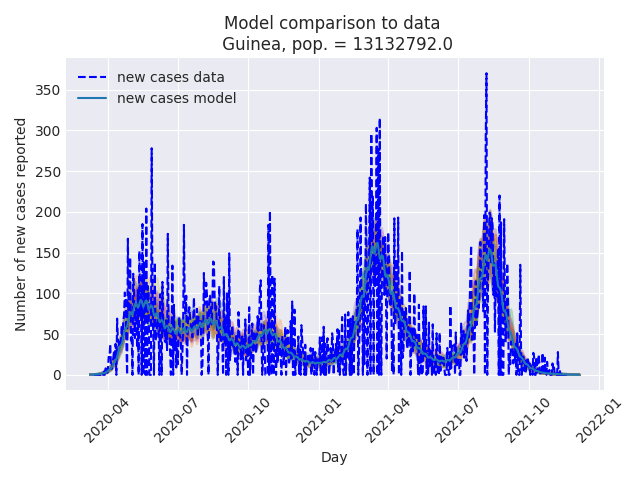 Model comparison to data
Guinea, pop. = 13132792.0
new cases data
new cases model
Number of new cases reported
350
300
250
200
150
100
50
0
2020-04
2020-07
2020-10
2021-01
2021-04
2021-07
2021-10
2022-01
Day